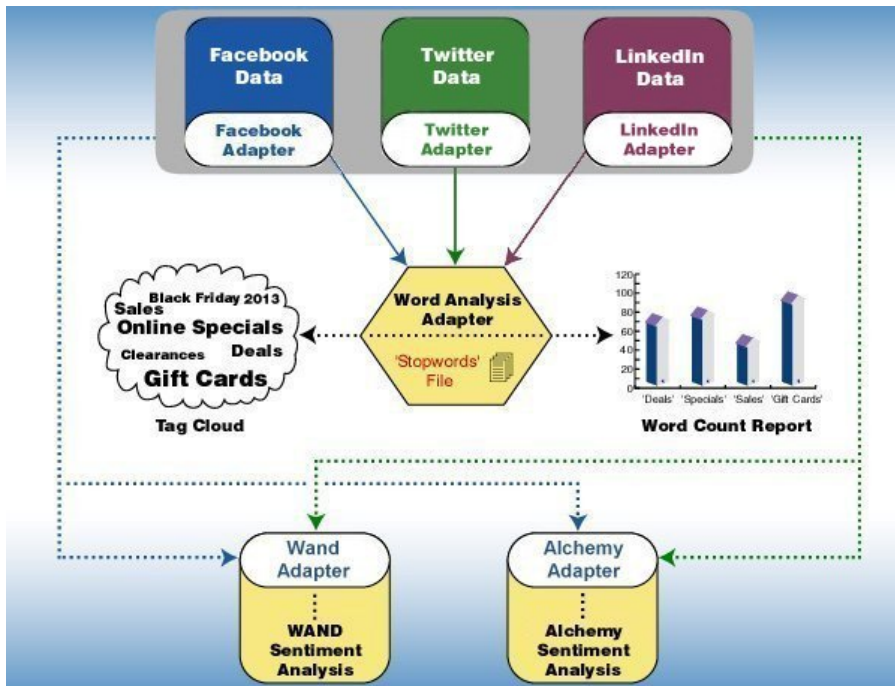 Facebook
Data
Twitter
Data
LinkedIn
Data
Facebook
Adapter
Twitter
Adapter
LinkedIn
Adapter
Black Friday 2013
Sales
Online Specials
Clearances
Deals
Gift Cards
Tag Cloud
Word Analysis
Adapter
'Stopwords'
File
120
100
80
60
40
20
0
'Deals'
'Specials'
'Sales'
'Gift Cards'
Word Count Report
Wand
Adapter
WAND
Sentiment
Analysis
Alchemy
Adapter
Alchemy
Sentiment
Analysis